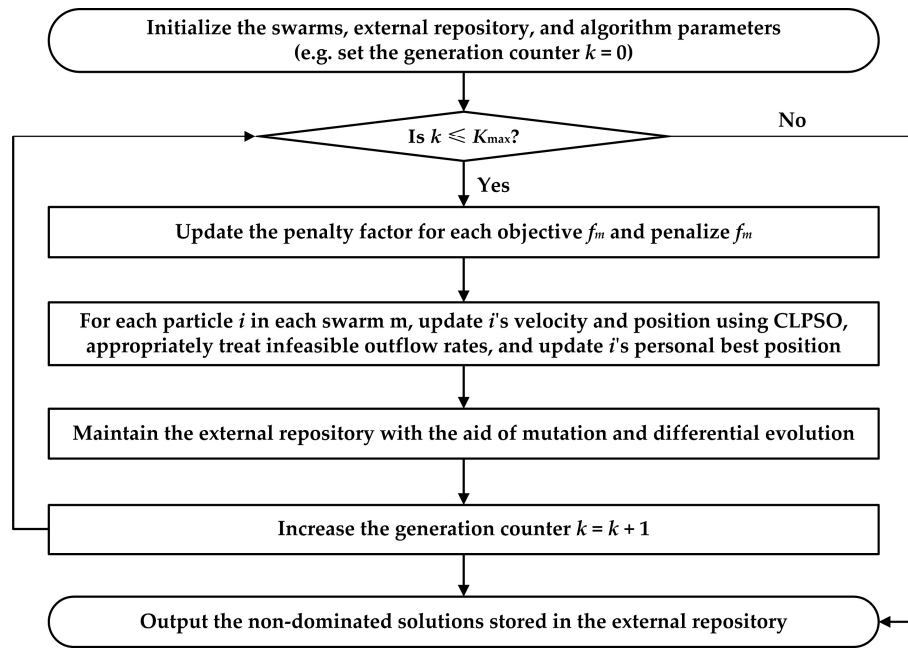 Initialize the swarms, external repository, and algorithm parameters
(e.g. set the generation counter k = 0)
Is k ⩽ Kmax?
No
Yes
Update the penalty factor for each objective fm and penalize fm
For each particle i in each swarm m, update i's velocity and position using CLPSO,
appropriately treat infeasible outflow rates, and update i's personal best position
Maintain the external repository with the aid of mutation and differential evolution
Increase the generation counter k = k + 1
Output the non-dominated solutions stored in the external repository